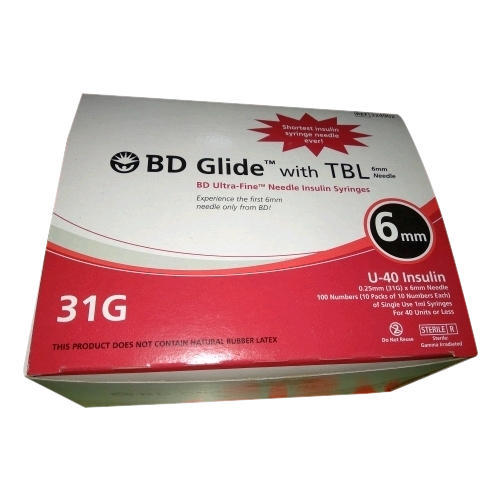 REF
Shortest insulin
syringe needle
ever!
BD Glide™ with TBL 6mm
Needle
BD Ultra-Fine™ Needle Insulin Syringes
Experience the first 6mm
needle only from BD!
6mm
U-40 Insulin
0.25mm (31G) x 6mm Needle
100 Numbers (10 Packs of 10 Numbers Each)
of Single Use 1ml Syringes
For 40 Units or Less
31G
2
Do Not Reuse
STERILE R
Sterile:
Gamma Irradiated
THIS PRODUCT DOES NOT CONTAIN NATURAL RUBBER LATEX